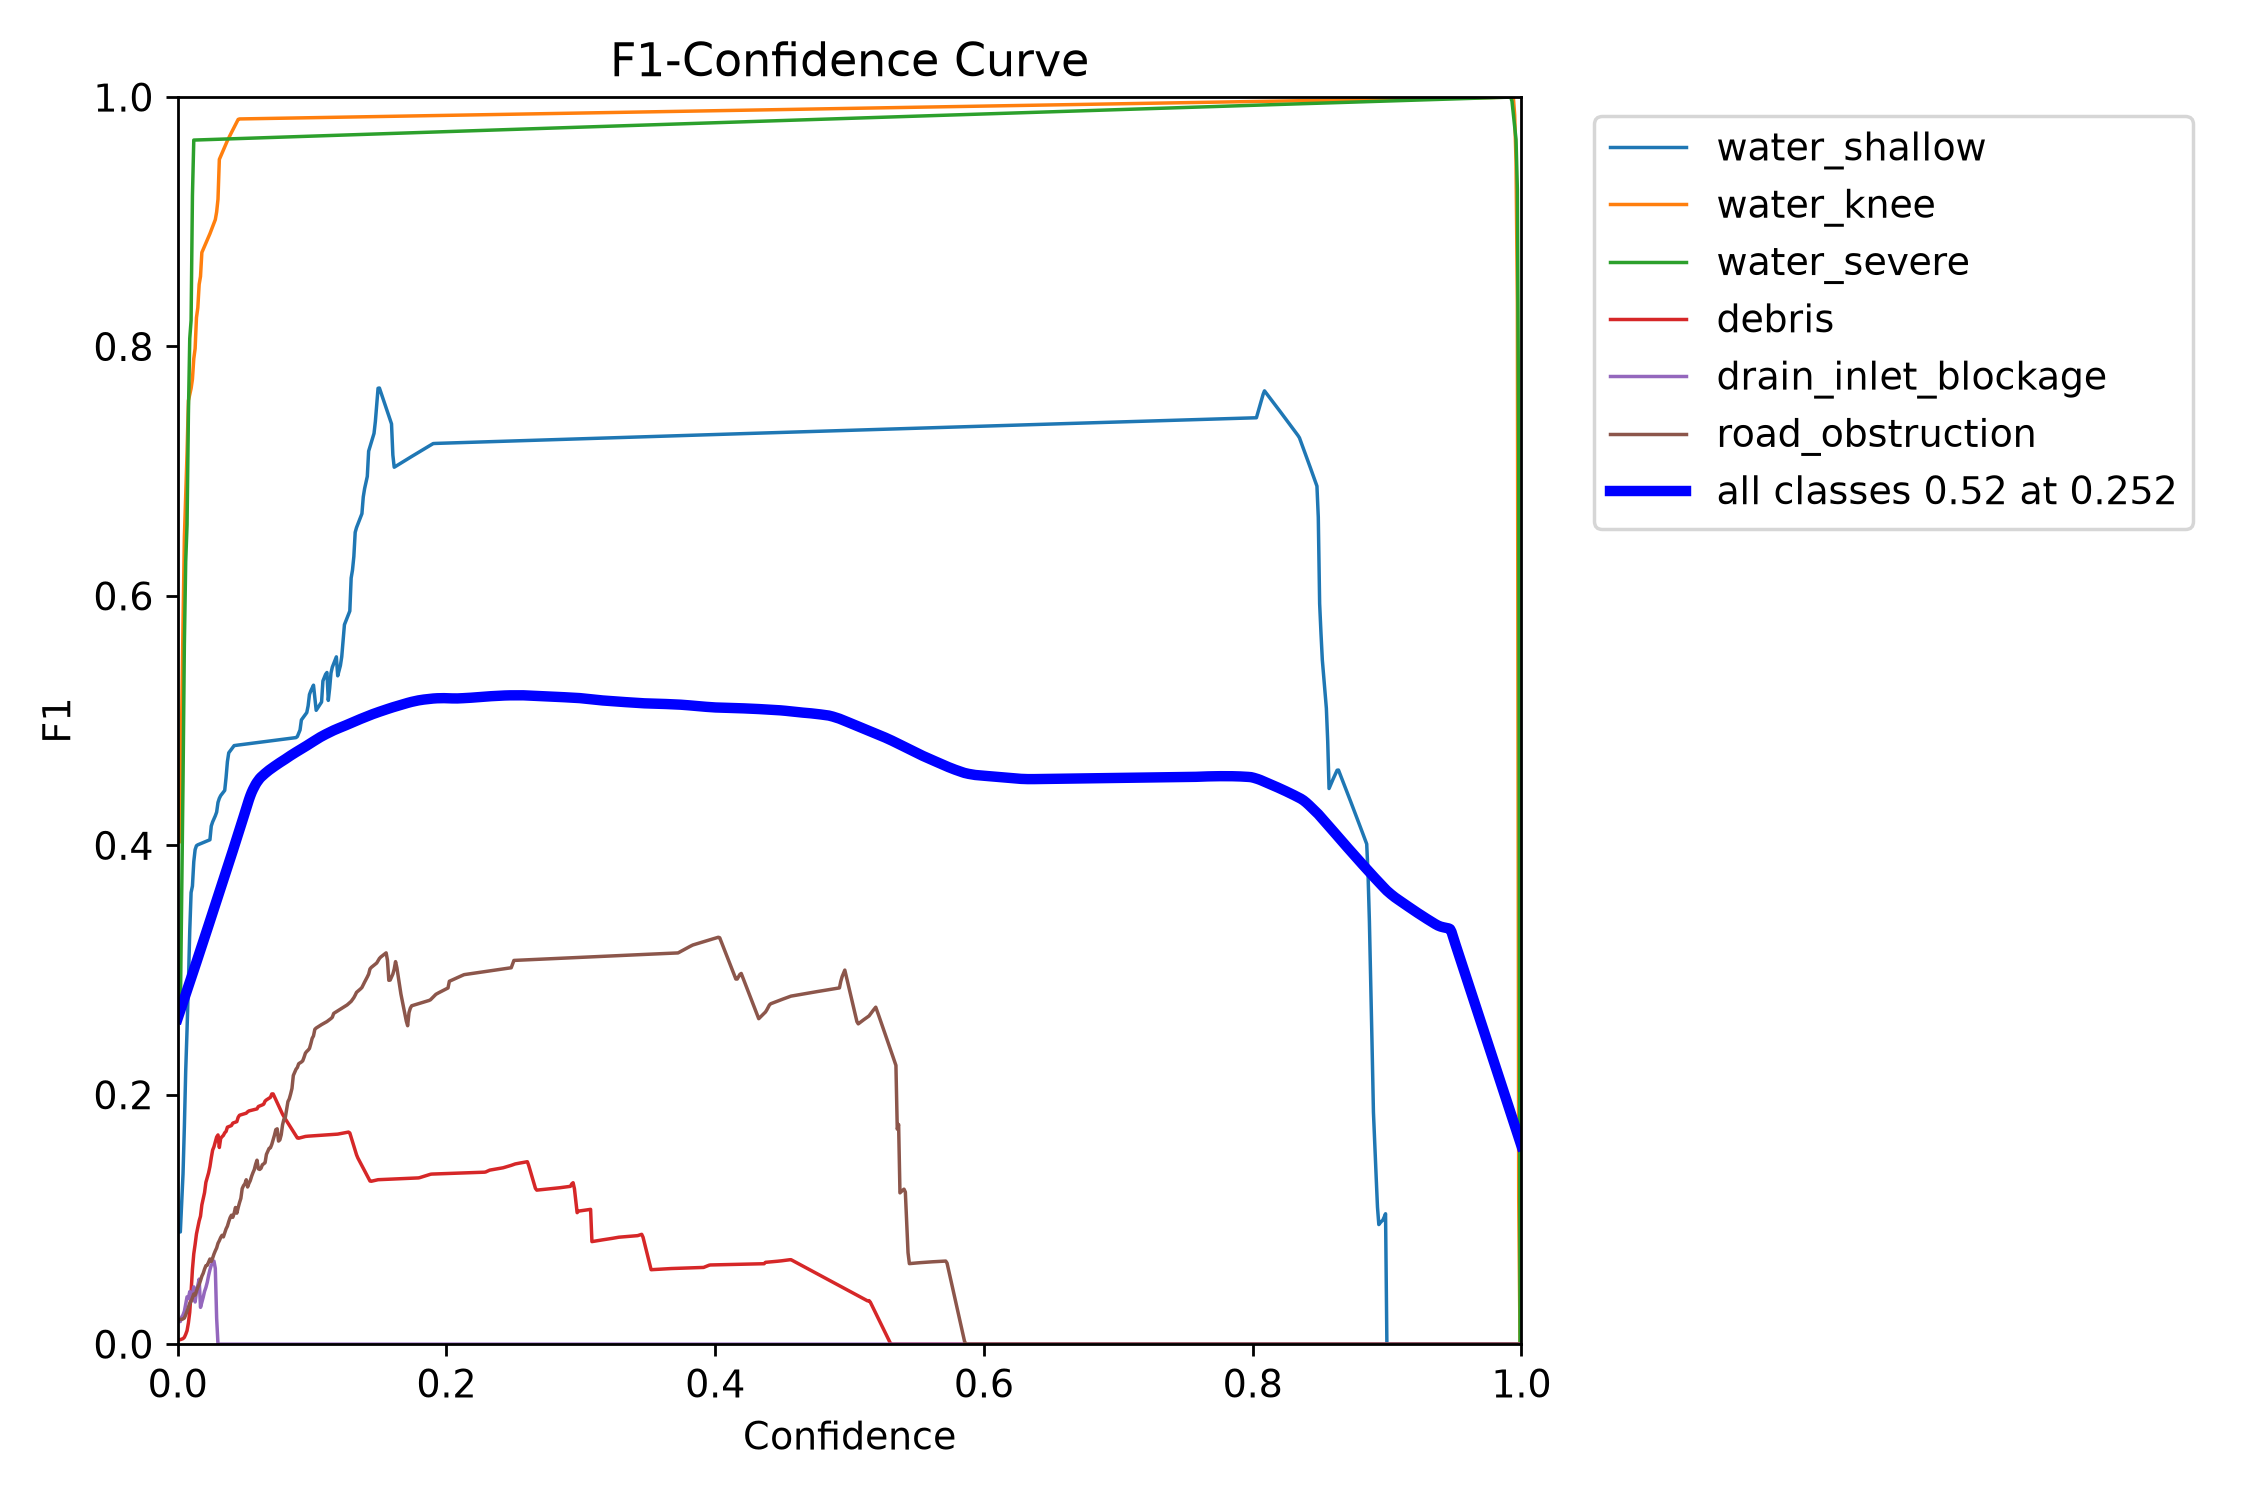 F1-Confidence Curve
1.0
0.8
0.6
0.4
0.2
0.0
F1
0.0 0.2 0.4 0.6 0.8 1.0
Confidence
water_shallow
water_knee
water_severe
debris
drain_inlet_blockage
road_obstruction
all classes 0.52 at 0.252